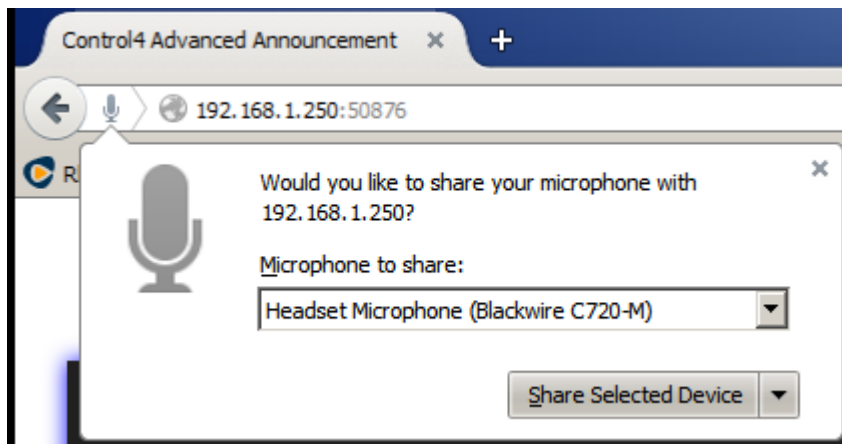 Control4 Advanced Announcement
192.168.1.250:50876
R
Would you like to share your microphone with
192.168.1.250?
Microphone to share:
Headset Microphone (Blackwire C720-M)
Share Selected Device